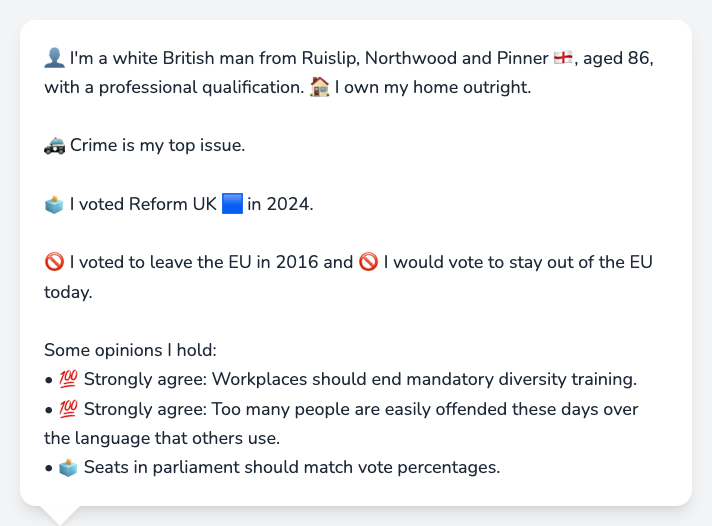 👤 I'm a white British man from Ruislip, Northwood and Pinner 🏴󠁧󠁢󠁥󠁮󠁧󠁿, aged 86,
with a professional qualification. 🏠 I own my home outright.
🚓 Crime is my top issue.
🗳️ I voted Reform UK 🟦 in 2024.
🚫 I voted to leave the EU in 2016 and 🚫 I would vote to stay out of the EU
today.
Some opinions I hold:
• 💯 Strongly agree: Workplaces should end mandatory diversity training.
• 💯 Strongly agree: Too many people are easily offended these days over
the language that others use.
• 🗳️ Seats in parliament should match vote percentages.